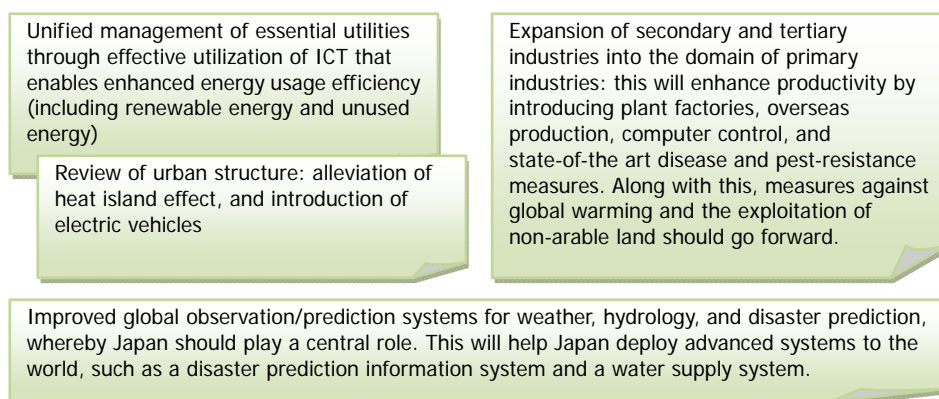 Unified management of essential utilities
through effective utilization of ICT that
enables enhanced energy usage efficiency
(including renewable energy and unused
energy)
Review of urban structure: alleviation of
heat island effect, and introduction of
electric vehicles
Expansion of secondary and tertiary
industries into the domain of primary
industries: this will enhance productivity by
introducing plant factories, overseas
production, computer control, and
state-of-the art disease and pest-resistance
measures. Along with this, measures against
global warming and the exploitation of
non-arable land should go forward.
Improved global observation/prediction systems for weather, hydrology, and disaster prediction,
whereby Japan should play a central role. This will help Japan deploy advanced systems to the
world, such as a disaster prediction information system and a water supply system.